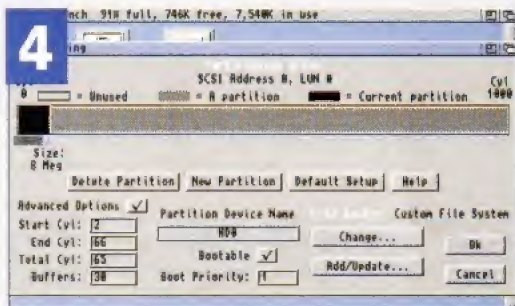 4
nch 91% full, 746K free, 7,540K in use
ing
SCSI Address 0, LUN 0
Cyl
0 = Unused = A partition = Current partition 1000
Size:
8 Meg
Delete Partition New Partition Default Setup Help
Advanced Options
Start Cyl: 2
End Cyl: 66
Total Cyl: 65
Buffers: 30
Partition Device Name
HD0
Bootable
Boot Priority: 1
Change...
Add/Update...
Custom File System
Ok
Cancel